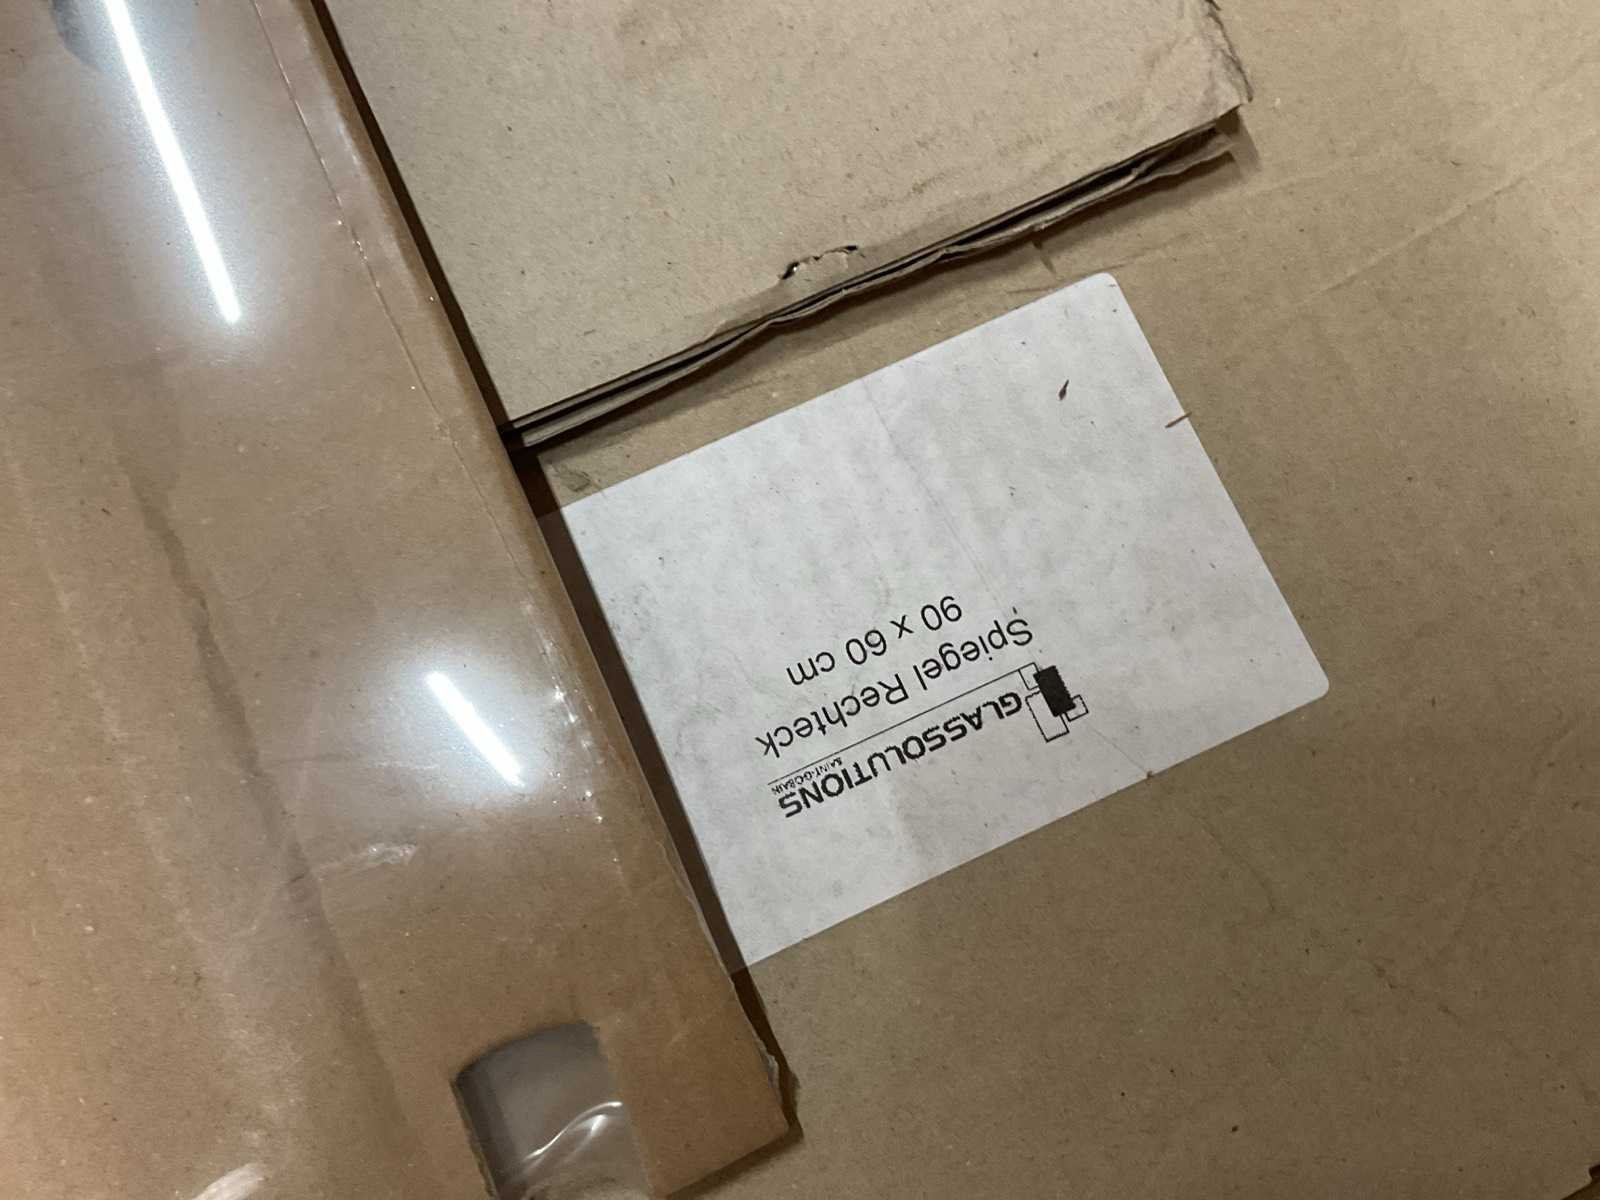 GLASSOLUTIONS
SAINT-GOBAIN
Spiegel Rechteck
90 x 60 cm